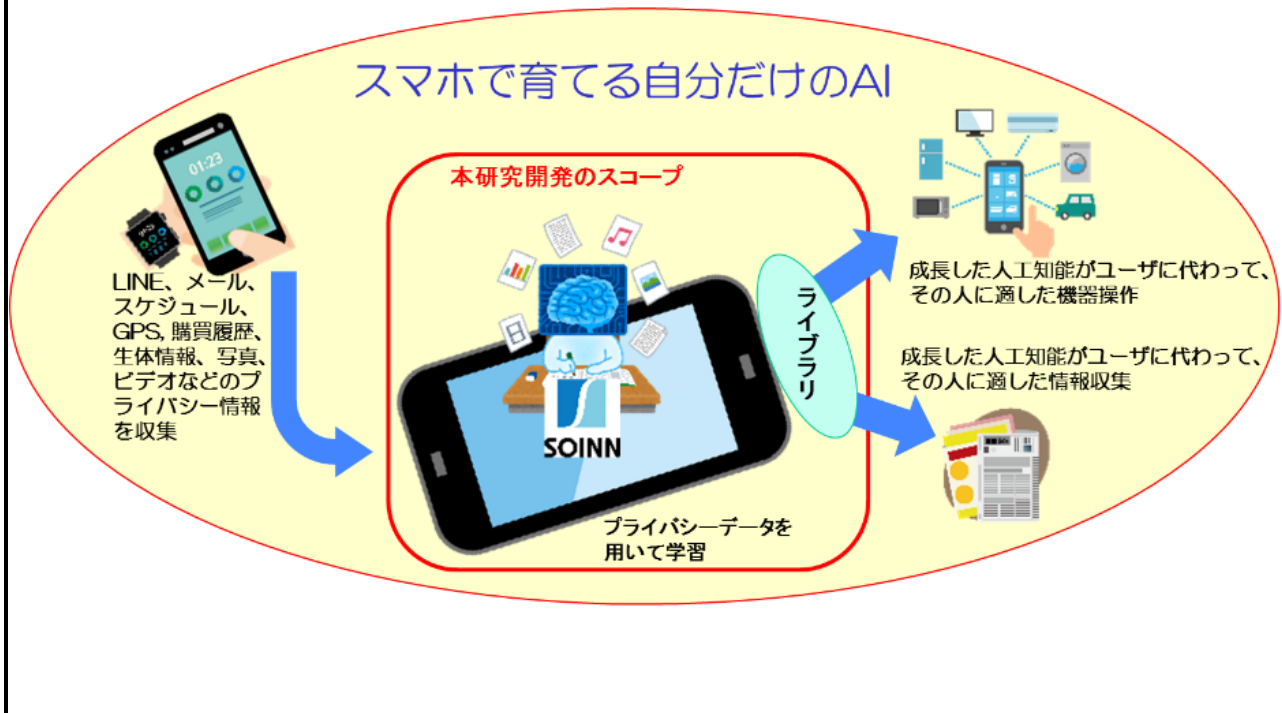 スマホで育てる自分だけのAI
01:23
01:23
LINE、メール、
スケジュール、
GPS, 購買履歴、
生体情報、写真、
ビデオなどのプ
ライバシー情報
を収集
本研究開発のスコープ
SOINN
プライバシーデータを
用いて学習
ライブラリ
成長した人工知能がユーザに代わって、
その人に適した機器操作
成長した人工知能がユーザに代わって、
その人に適した情報収集